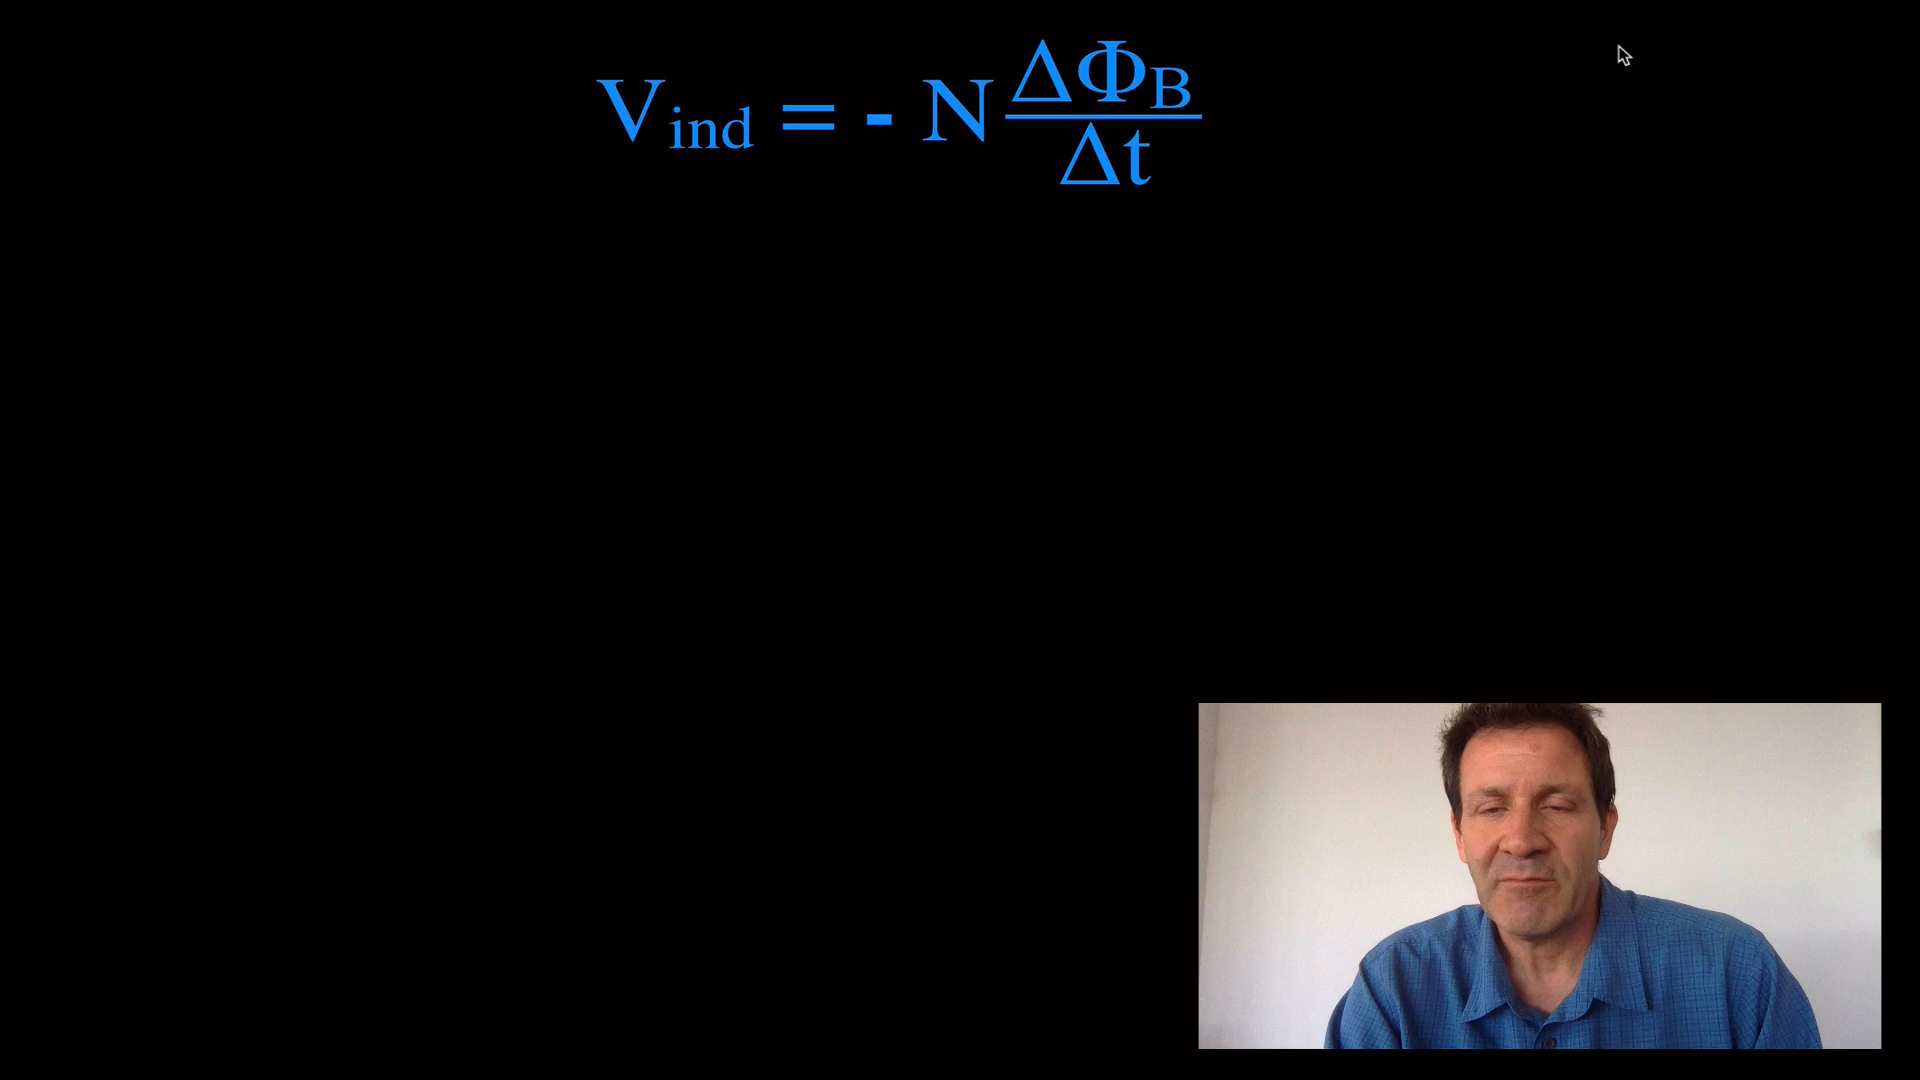 V_ind = - N ΔΦ_B / Δt